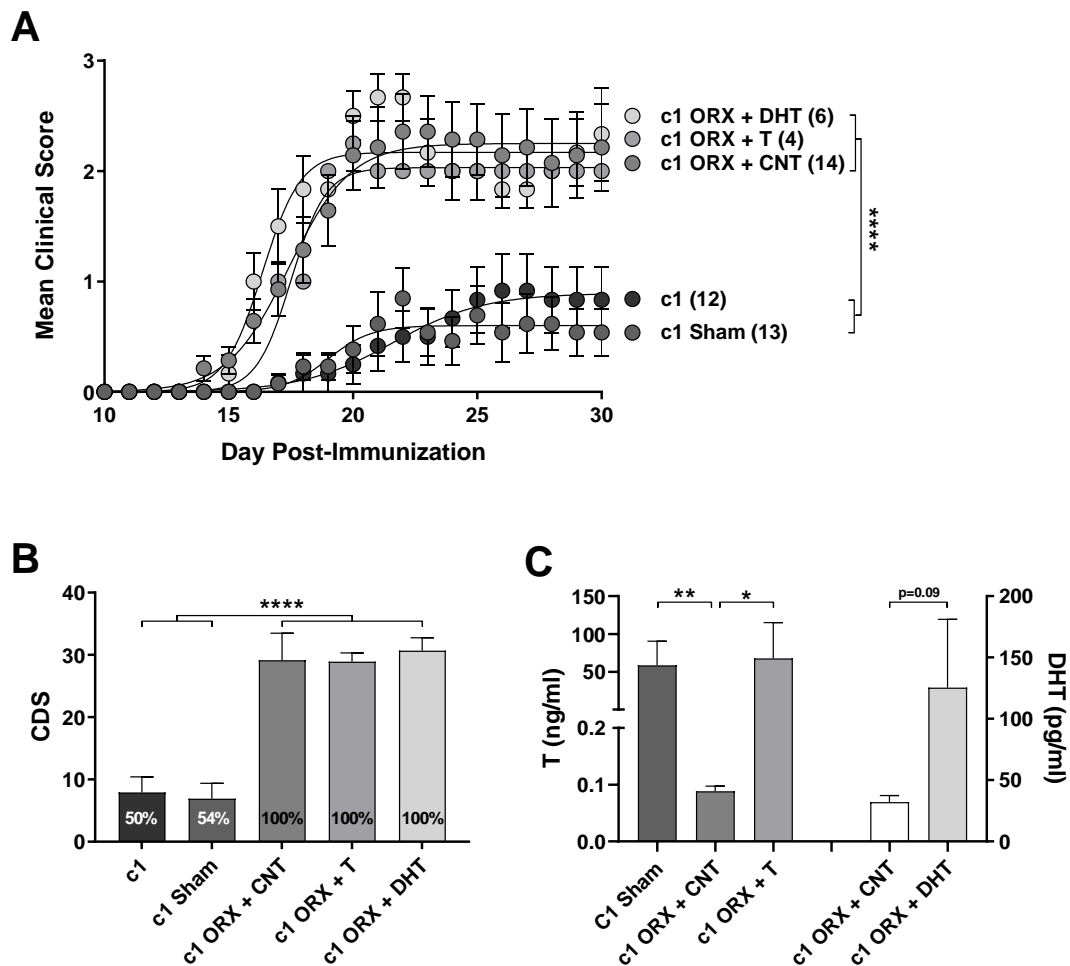 A
3
2
1
0
Mean Clinical Score
10
15
20
25
30
Day Post-Immunization
c1 ORX + DHT (6)
c1 ORX + T (4)
c1 ORX + CNT (14)
c1 (12)
c1 Sham (13)
****
B
40
30
20
10
0
CDS
****
50%
54%
100%
100%
100%
c1
c1 Sham
c1 ORX + CNT
c1 ORX + T
c1 ORX + DHT
C
150
100
50
0.2
0.1
0.0
T (ng/ml)
**
*
p=0.09
200
150
100
50
0
DHT (pg/ml)
C1 Sham
c1 ORX + CNT
c1 ORX + T
c1 ORX + CNT
c1 ORX + DHT